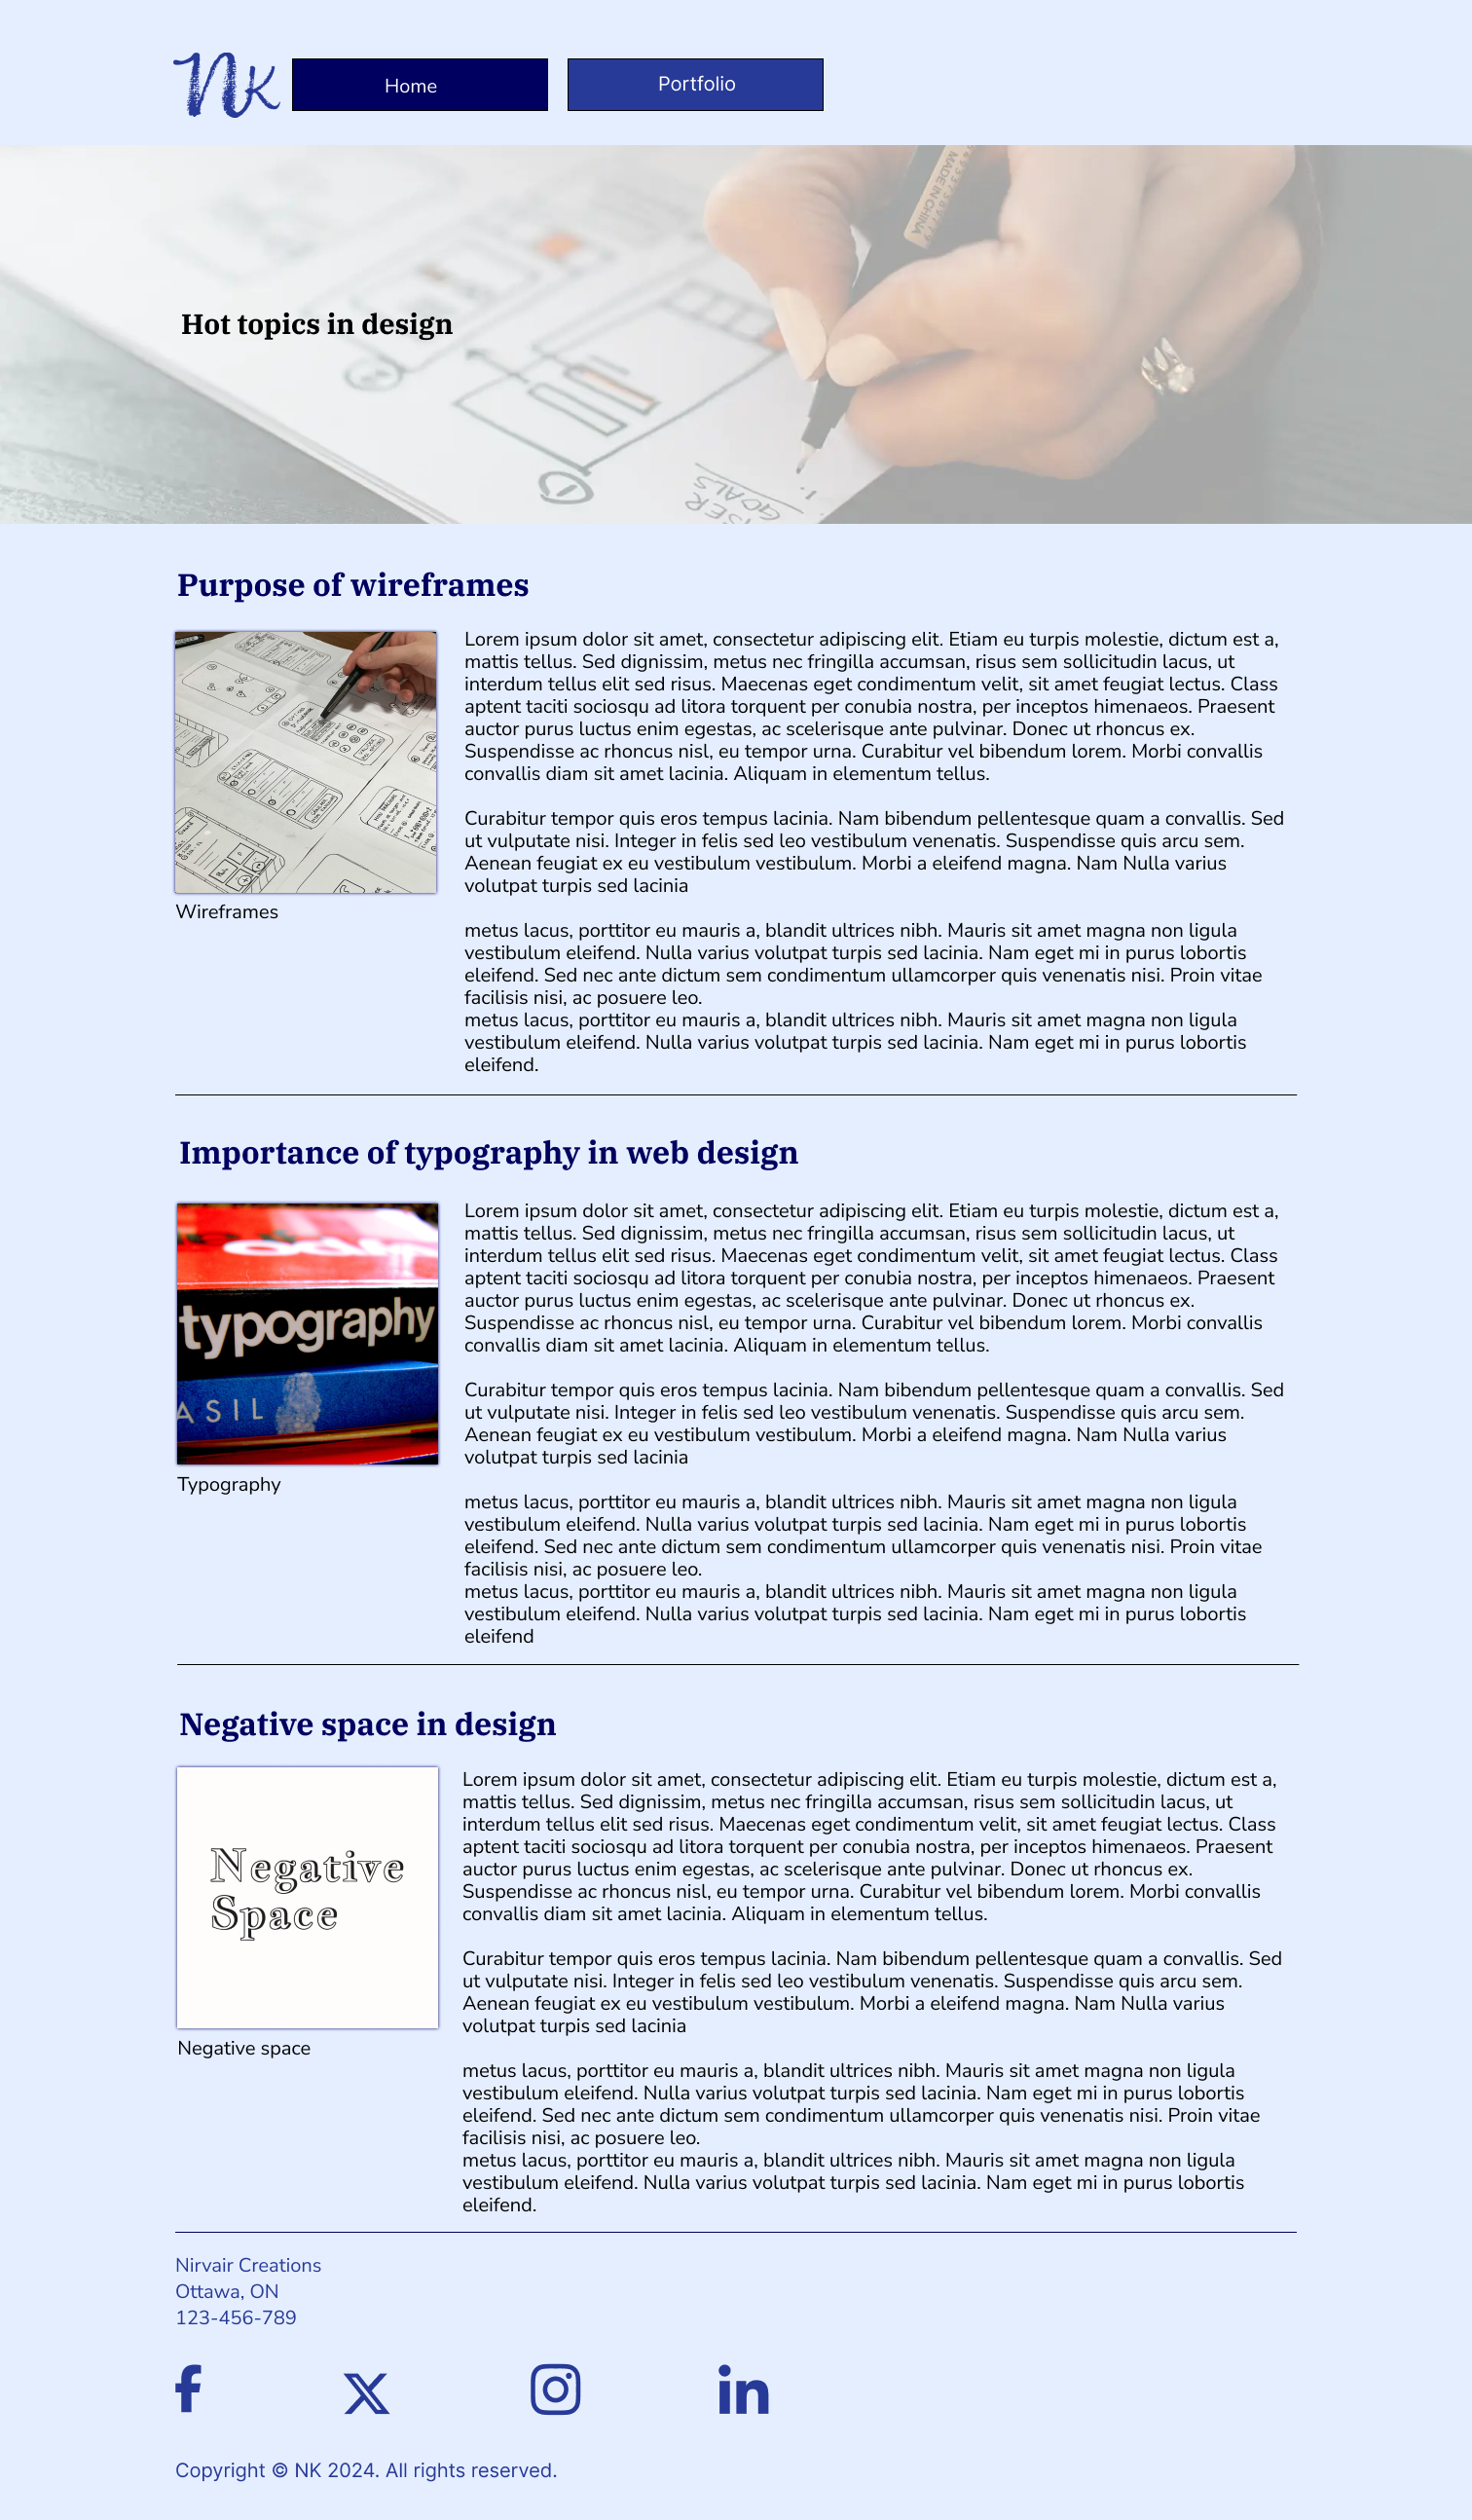 NK
Home
Portfolio
MADE IN CHINA
Hot topics in design
1.
GOALS
Purpose of wireframes
Lorem ipsum dolor sit amet, consectetur adipiscing elit. Etiam eu turpis molestie, dictum est a,
mattis tellus. Sed dignissim, metus nec fringilla accumsan, risus sem sollicitudin lacus, ut
interdum tellus elit sed risus. Maecenas eget condimentum velit, sit amet feugiat lectus. Class
aptent taciti sociosqu ad litora torquent per conubia nostra, per inceptos himenaeos. Praesent
auctor purus luctus enim egestas, ac scelerisque ante pulvinar. Donec ut rhoncus ex.
Suspendisse ac rhoncus nisl, eu tempor urna. Curabitur vel bibendum lorem. Morbi convallis
convallis diam sit amet lacinia. Aliquam in elementum tellus.
Curabitur tempor quis eros tempus lacinia. Nam bibendum pellentesque quam a convallis. Sed
ut vulputate nisi. Integer in felis sed leo vestibulum venenatis. Suspendisse quis arcu sem.
Aenean feugiat ex eu vestibulum vestibulum. Morbi a eleifend magna. Nam Nulla varius
volutpat turpis sed lacinia
Wireframes
metus lacus, porttitor eu mauris a, blandit ultrices nibh. Mauris sit amet magna non ligula
vestibulum eleifend. Nulla varius volutpat turpis sed lacinia. Nam eget mi in purus lobortis
eleifend. Sed nec ante dictum sem condimentum ullamcorper quis venenatis nisi. Proin vitae
facilisis nisi, ac posuere leo.
metus lacus, porttitor eu mauris a, blandit ultrices nibh. Mauris sit amet magna non ligula
vestibulum eleifend. Nulla varius volutpat turpis sed lacinia. Nam eget mi in purus lobortis
eleifend.
Importance of typography in web design
typography
ASIL
Typography
Lorem ipsum dolor sit amet, consectetur adipiscing elit. Etiam eu turpis molestie, dictum est a,
mattis tellus. Sed dignissim, metus nec fringilla accumsan, risus sem sollicitudin lacus, ut
interdum tellus elit sed risus. Maecenas eget condimentum velit, sit amet feugiat lectus. Class
aptent taciti sociosqu ad litora torquent per conubia nostra, per inceptos himenaeos. Praesent
auctor purus luctus enim egestas, ac scelerisque ante pulvinar. Donec ut rhoncus ex.
Suspendisse ac rhoncus nisl, eu tempor urna. Curabitur vel bibendum lorem. Morbi convallis
convallis diam sit amet lacinia. Aliquam in elementum tellus.
Curabitur tempor quis eros tempus lacinia. Nam bibendum pellentesque quam a convallis. Sed
ut vulputate nisi. Integer in felis sed leo vestibulum venenatis. Suspendisse quis arcu sem.
Aenean feugiat ex eu vestibulum vestibulum. Morbi a eleifend magna. Nam Nulla varius
volutpat turpis sed lacinia
metus lacus, porttitor eu mauris a, blandit ultrices nibh. Mauris sit amet magna non ligula
vestibulum eleifend. Nulla varius volutpat turpis sed lacinia. Nam eget mi in purus lobortis
eleifend. Sed nec ante dictum sem condimentum ullamcorper quis venenatis nisi. Proin vitae
facilisis nisi, ac posuere leo.
metus lacus, porttitor eu mauris a, blandit ultrices nibh. Mauris sit amet magna non ligula
vestibulum eleifend. Nulla varius volutpat turpis sed lacinia. Nam eget mi in purus lobortis
eleifend
Negative space in design
Negative
Space
Negative space
Lorem ipsum dolor sit amet, consectetur adipiscing elit. Etiam eu turpis molestie, dictum est a,
mattis tellus. Sed dignissim, metus nec fringilla accumsan, risus sem sollicitudin lacus, ut
interdum tellus elit sed risus. Maecenas eget condimentum velit, sit amet feugiat lectus. Class
aptent taciti sociosqu ad litora torquent per conubia nostra, per inceptos himenaeos. Praesent
auctor purus luctus enim egestas, ac scelerisque ante pulvinar. Donec ut rhoncus ex.
Suspendisse ac rhoncus nisl, eu tempor urna. Curabitur vel bibendum lorem. Morbi convallis
convallis diam sit amet lacinia. Aliquam in elementum tellus.
Curabitur tempor quis eros tempus lacinia. Nam bibendum pellentesque quam a convallis. Sed
ut vulputate nisi. Integer in felis sed leo vestibulum venenatis. Suspendisse quis arcu sem.
Aenean feugiat ex eu vestibulum vestibulum. Morbi a eleifend magna. Nam Nulla varius
volutpat turpis sed lacinia
metus lacus, porttitor eu mauris a, blandit ultrices nibh. Mauris sit amet magna non ligula
vestibulum eleifend. Nulla varius volutpat turpis sed lacinia. Nam eget mi in purus lobortis
eleifend. Sed nec ante dictum sem condimentum ullamcorper quis venenatis nisi. Proin vitae
facilisis nisi, ac posuere leo.
metus lacus, porttitor eu mauris a, blandit ultrices nibh. Mauris sit amet magna non ligula
vestibulum eleifend. Nulla varius volutpat turpis sed lacinia. Nam eget mi in purus lobortis
eleifend.
Nirvair Creations
Ottawa, ON
123-456-789
Copyright © NK 2024. All rights reserved.